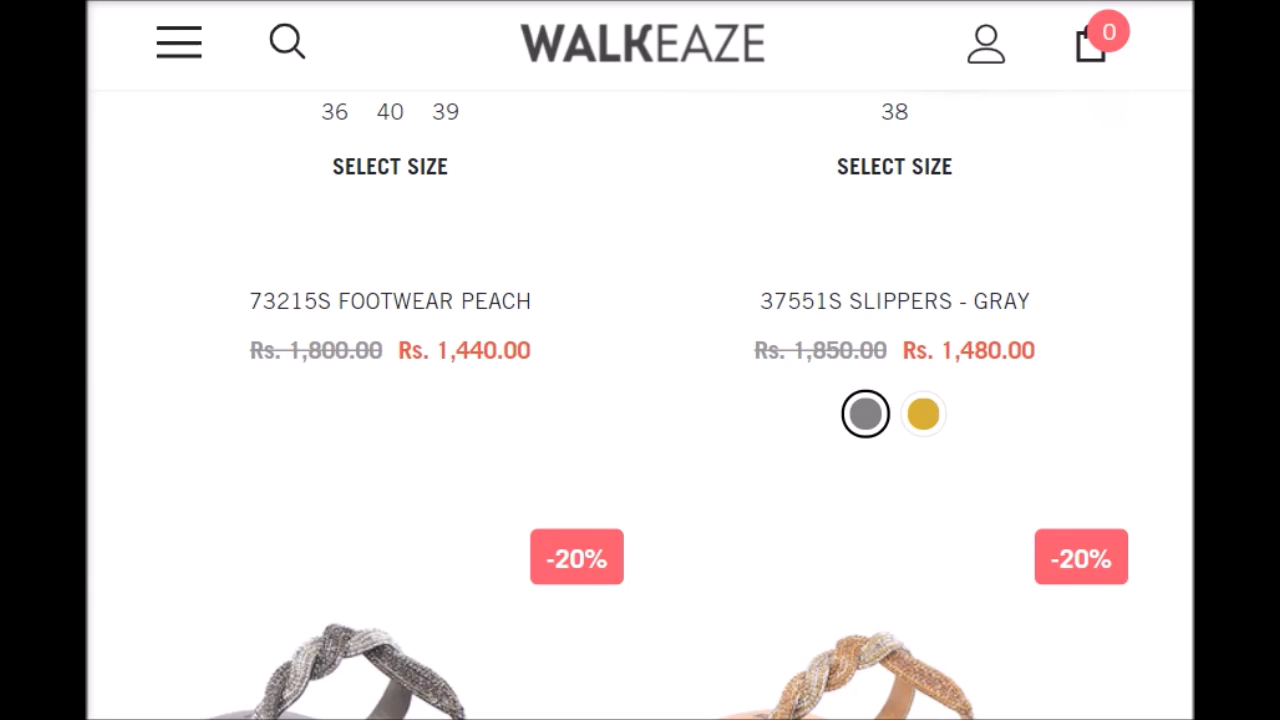 WALKEAZE
0
36 40 39
38
SELECT SIZE
SELECT SIZE
73215S FOOTWEAR PEACH
Rs. 1,800.00 Rs. 1,440.00
37551S SLIPPERS - GRAY
Rs. 1,850.00 Rs. 1,480.00
-20%
-20%